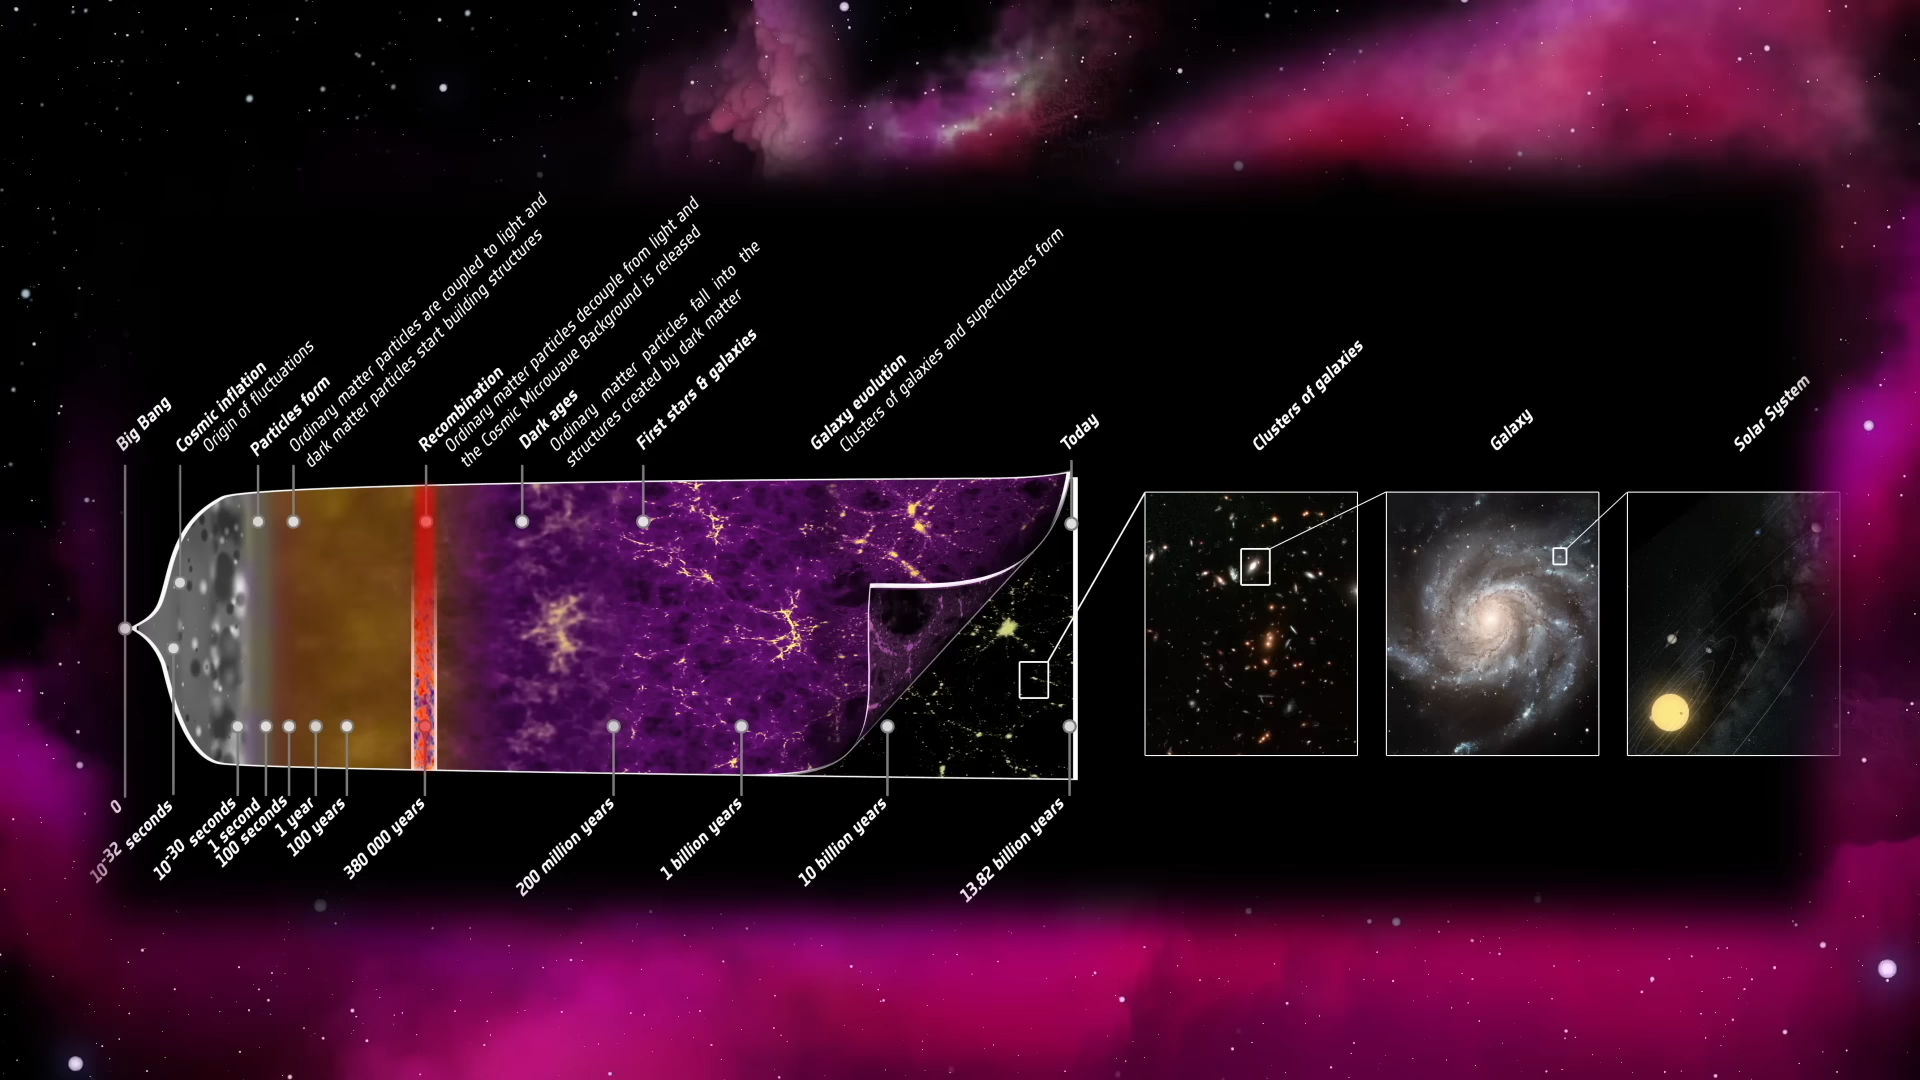 Big Bang
Cosmic inflation
Origin of fluctuations
Particles form
Ordinary matter particles are coupled to light and
dark matter particles start building structures
Recombination
Ordinary matter particles decouple from light and
the Cosmic Microwave Background is released
Dark ages
Ordinary matter particles fall into the
structures created by dark matter
First stars & galaxies
Galaxy evolution
Clusters of galaxies and superclusters form
Today
Clusters of galaxies
Galaxy
Solar System
0
10-32 seconds
10-30 seconds
1 second
100 seconds
1 year
100 years
380 000 years
200 million years
1 billion years
10 billion years
13.82 billion years